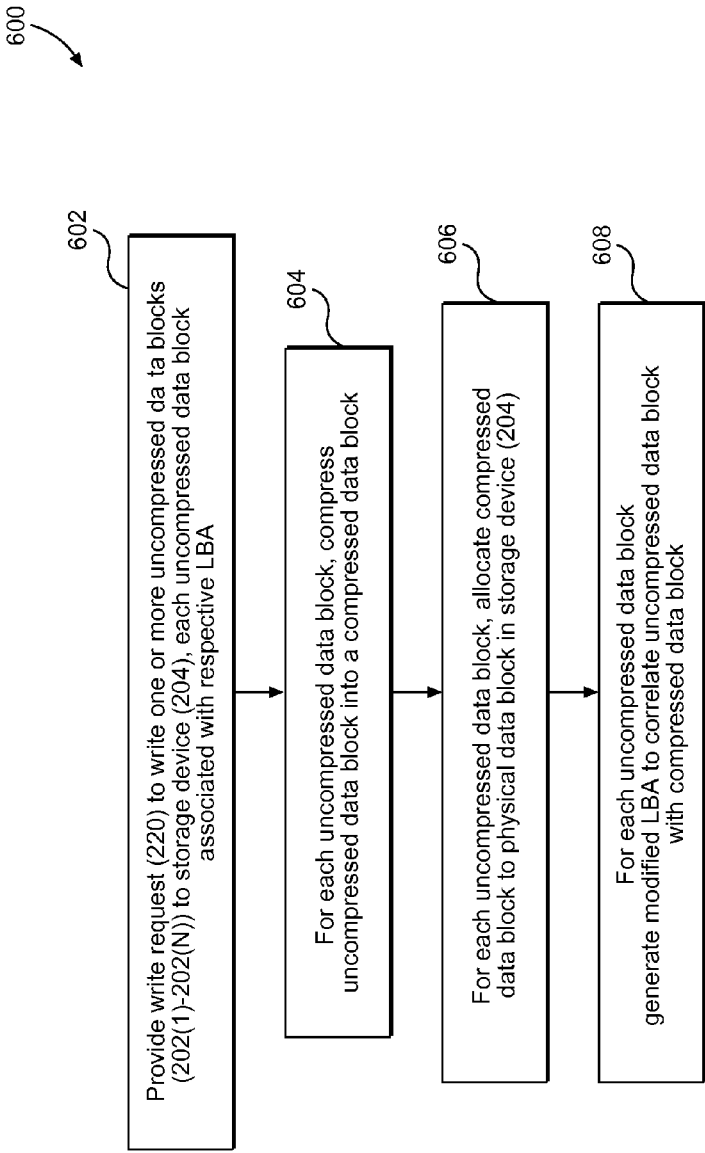 600
602
Provide write request (220) to write one or more uncompressed da ta blocks
(202(1)-202(N)) to storage device (204), each uncompressed data block
associated with respective LBA
604
For each uncompressed data block, compress
uncompressed data block into a compressed data block
606
For each uncompressed data block, allocate compressed
data block to physical data block in storage device (204)
608
For each uncompressed data block
generate modified LBA to correlate uncompressed data block
with compressed data block